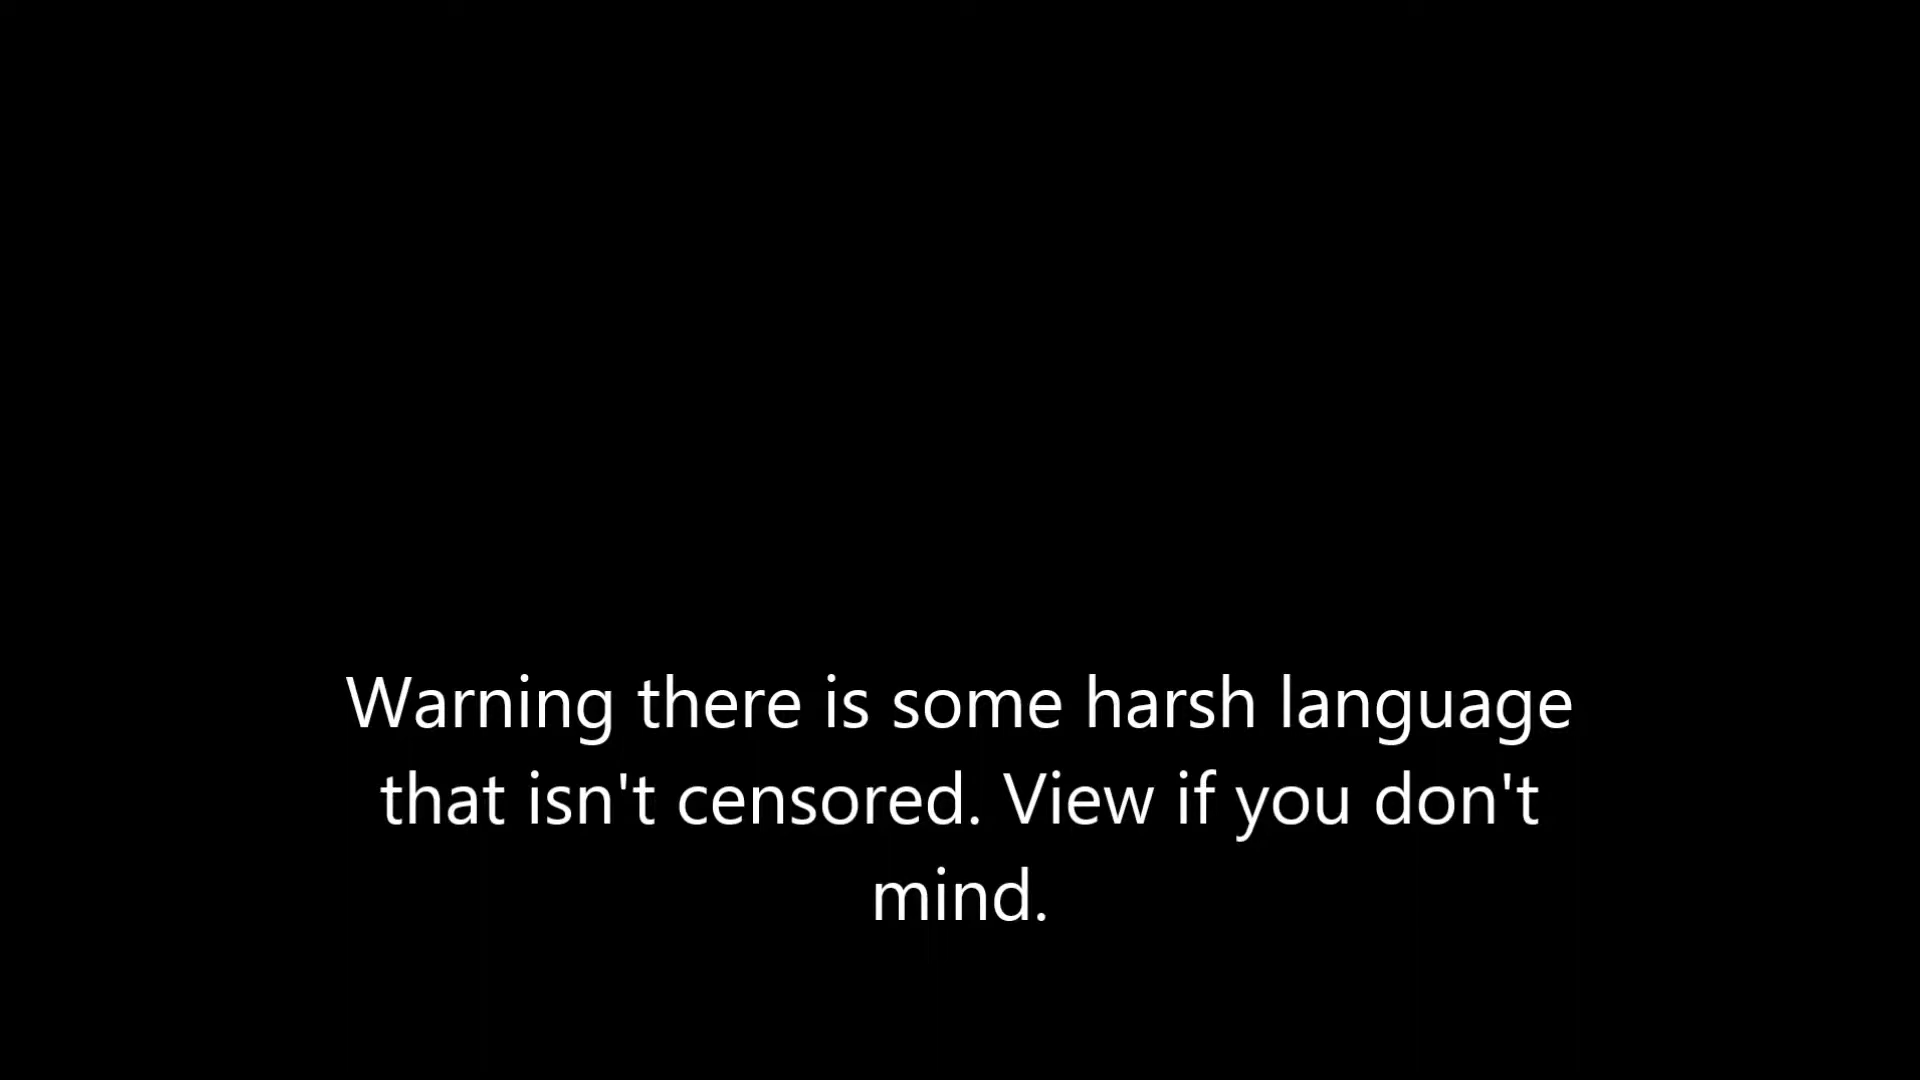 Warning there is some harsh language
that isn't censored. View if you don't
mind.